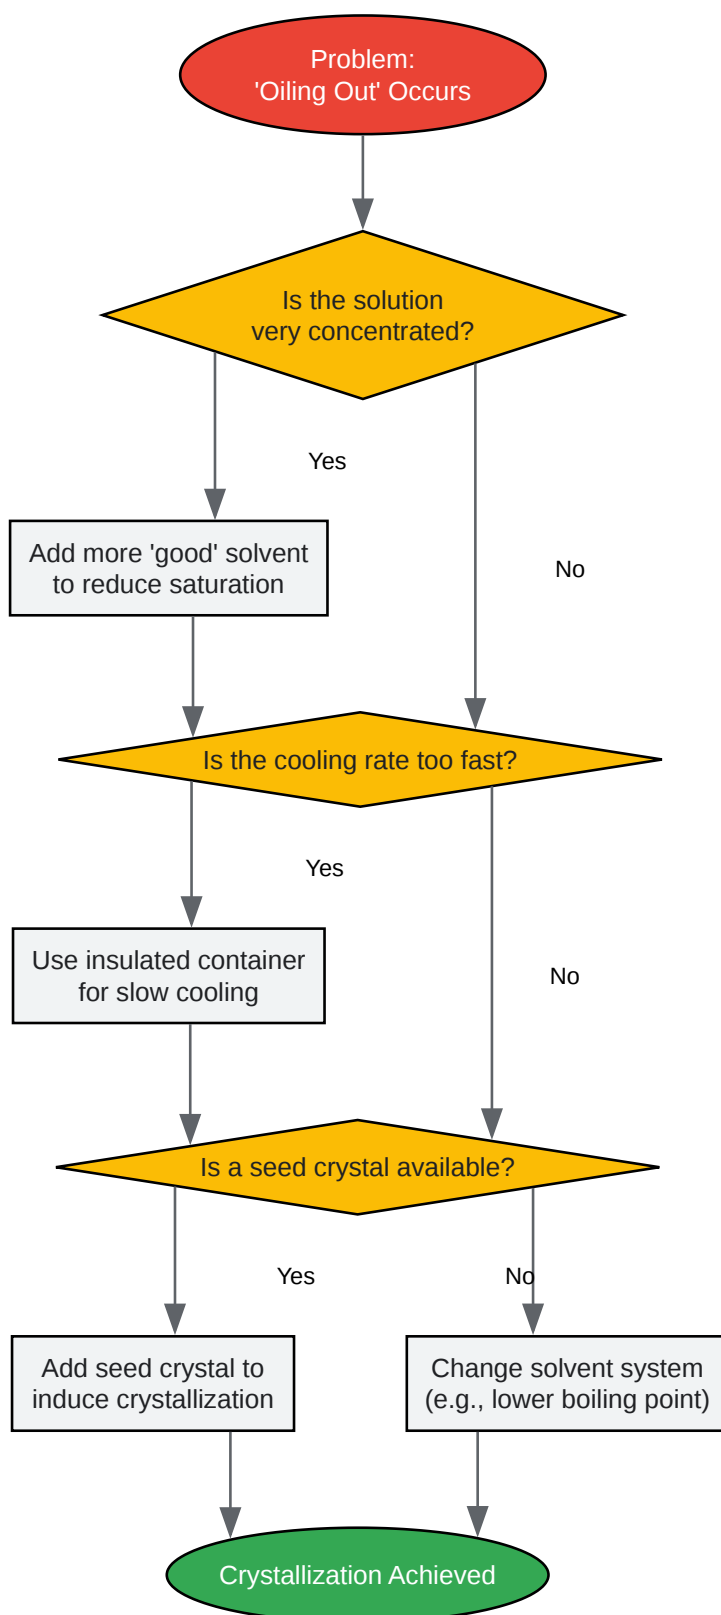 Problem:
'Oiling Out' Occurs
Is the solution
very concentrated?
Yes
Add more 'good' solvent
to reduce saturation
No
Is the cooling rate too fast?
Yes
Use insulated container
for slow cooling
No
Is a seed crystal available?
Yes
No
Add seed crystal to
induce crystallization
Change solvent system
(e.g., lower boiling point)
Crystallization Achieved